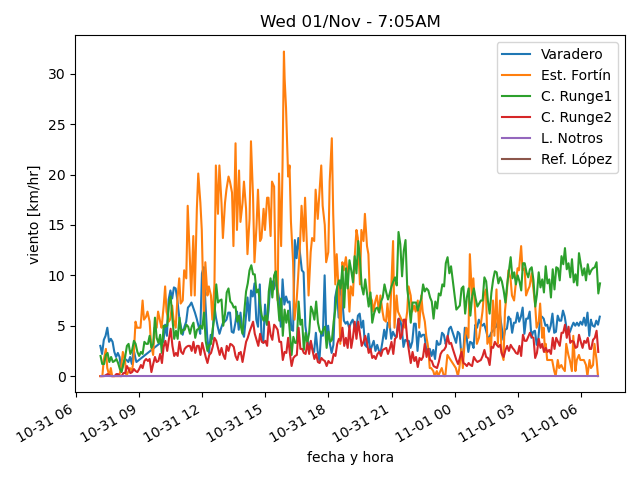 Wed 01/Nov - 7:05AM
Varadero
Est. Fortín
C. Runge1
C. Runge2
L. Notros
Ref. López
viento [km/hr]
30
25
20
15
10
5
0
10-31 06
10-31 09
10-31 12
10-31 15
10-31 18
10-31 21
11-01 00
11-01 03
11-01 06
fecha y hora